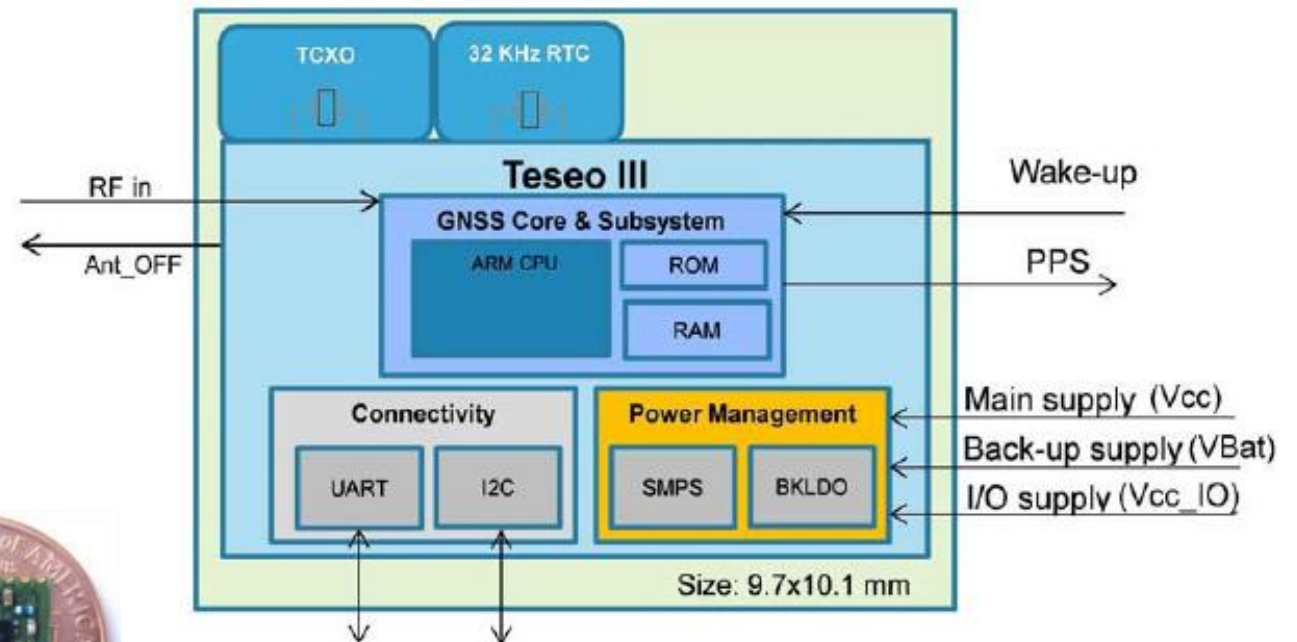 TCXO
32 KHz RTC
Teseo III
RF in
Wake-up
GNSS Core & Subsystem
Ant_OFF
ARM CPU
ROM
PPS
RAM
Connectivity
Power Management
Main supply (Vcc)
Back-up supply (VBat)
UART
I2C
SMPS
BKLDO
I/O supply (Vcc_IO)
Size: 9.7x10.1 mm
of AMERICA